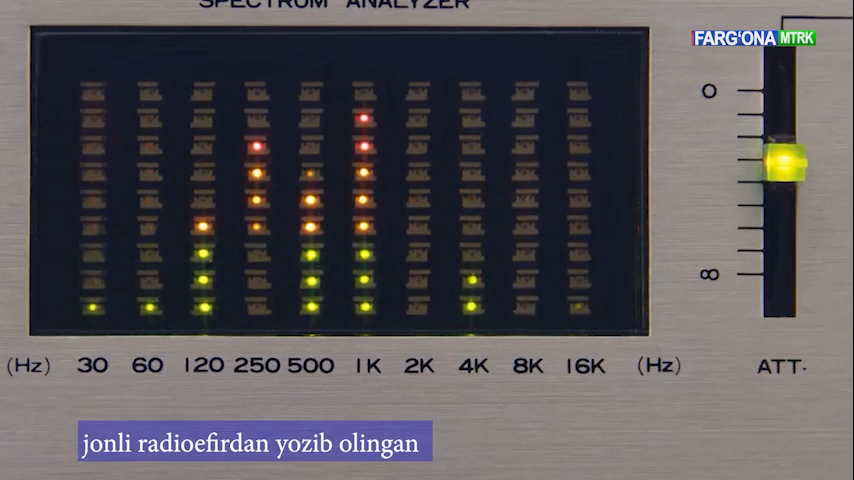 SPECTRUM ANALYZER
FARG'ONA MTRK
0
8
(Hz) 30 60 120 250 500 1K 2K 4K 8K 16K (Hz)
ATT.
jonli radioefirdan yozib olingan